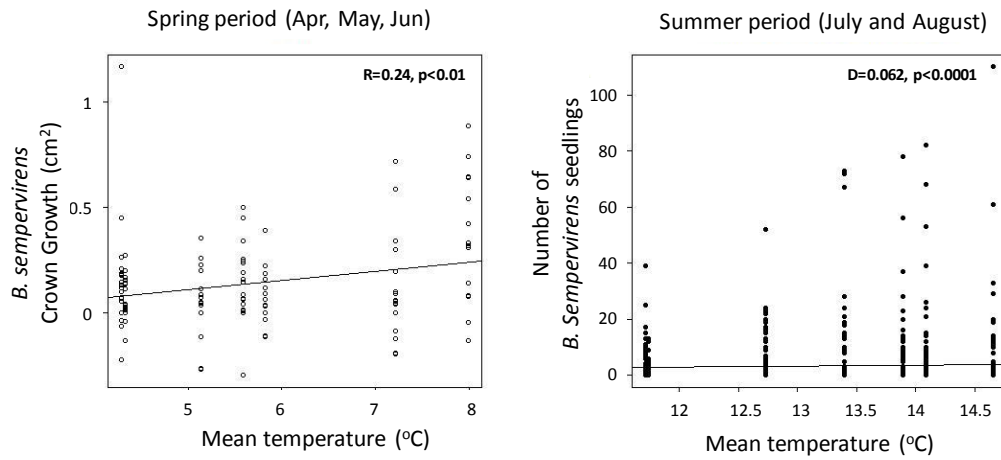 Spring period (Apr, May, Jun)
R=0.24, p<0.01
B. sempervirens
Crown Growth (cm²)
1
0.5
0
5 6 7 8
Mean temperature (ºC)
Summer period (July and August)
D=0.062, p<0.0001
Number of
B. Sempervirens seedlings
100
80
60
40
20
0
12 12.5 13 13.5 14 14.5
Mean temperature (ºC)